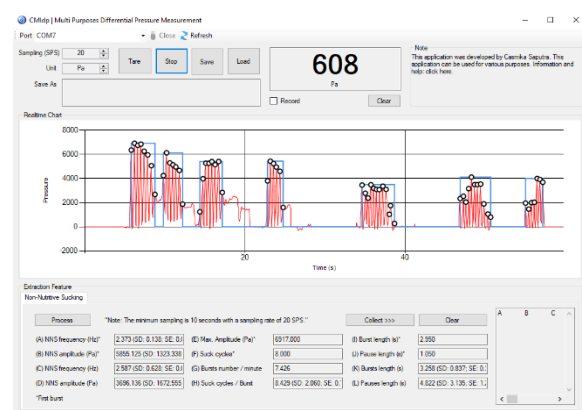 CMIdp | Multi Purposes Differential Pressure Measurement
Port COM7 Close Refresh
Sampling (SPS) 20
Unit Pa
Tare Stop Save Load
Save As
608
Pa
Record Clear
Note
This application was developed by Casmika Saputra. This
application can be used for various purposes. Information and
help: click here.
Realtime Chart
8000
6000
4000
2000
0
-2000
Pressure
20 40
Time (s)
Extraction Feature
Non-Nutritive Sucking
Process "Note: The minimum sampling is 10 seconds with a sampling rate of 20 SPS." Collect >>> Clear
A B C
(A) NNS frequency (Hz)* 2.373 (SD: 0.138; SE: 0.(
(E) Max. Amplitude (Pa)* 6917.000
(I) Burst length (s)* 2.950
(B) NNS amplitude (Pa)* 5855.125 (SD: 1323.338
(F) Suck cycles* 8.000
(J) Pause length (s)* 1.050
(C) NNS frequency (Hz) 2.587 (SD: 0.628; SE: 0.(
(G) Bursts number / minute 7.426
(K) Bursts length (s) 3.258 (SD: 0.837; SE: 0.:
(D) NNS amplitude (Pa) 3696.136 (SD: 1672.555
(H) Suck cycles / Burst 8.429 (SD: 2.060; SE: 0.
(L) Pauses length (s) 4.822 (SD: 3.135; SE: 1.
*First burst